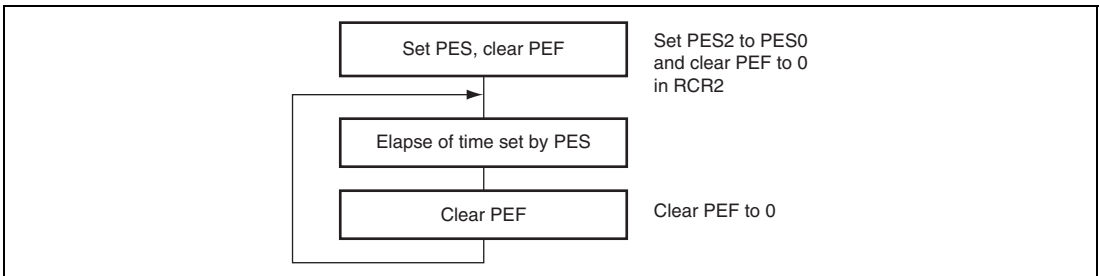 Set PES, clear PEF
Set PES2 to PES0
and clear PEF to 0
in RCR2
Elapse of time set by PES
Clear PEF
Clear PEF to 0